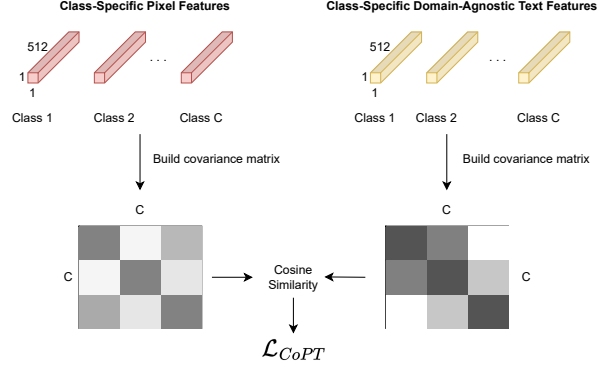 Class-Specific Pixel Features
Class-Specific Domain-Agnostic Text Features
512
1
1
. . .
Class 1
Class 2
Class C
512
1
1
. . .
Class 1
Class 2
Class C
Build covariance matrix
Build covariance matrix
C
C
C
C
Cosine
Similarity
ℒ_CoPT